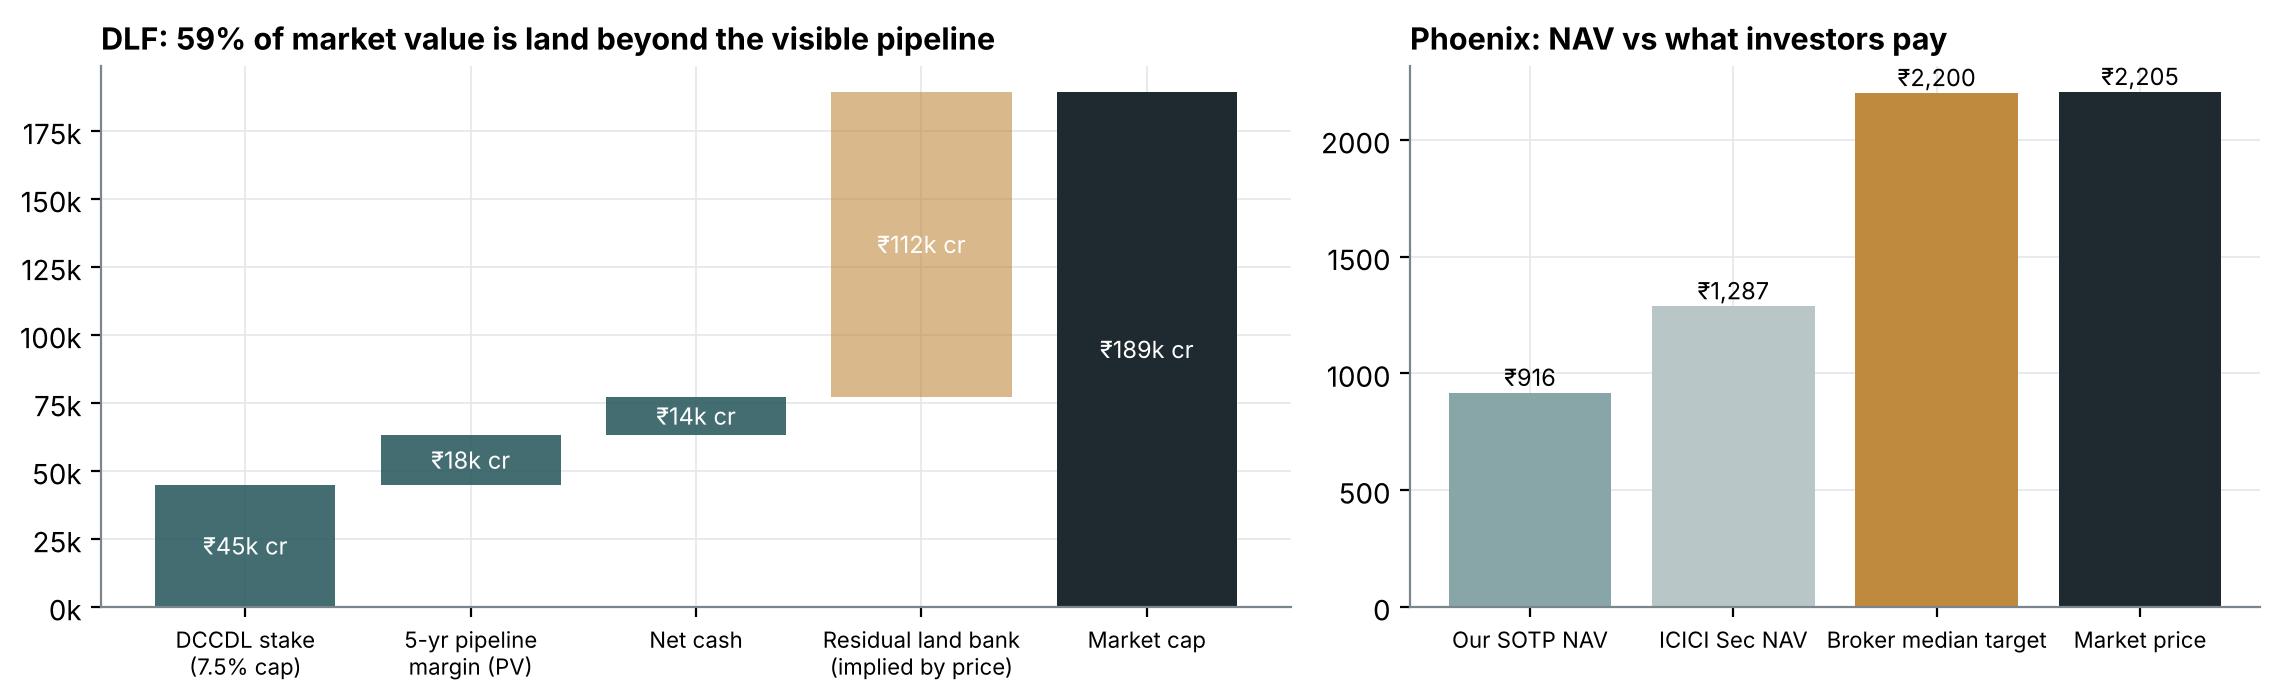 DLF: 59% of market value is land beyond the visible pipeline
175k
150k
125k
100k
75k
50k
25k
0k
₹45k cr
₹18k cr
₹14k cr
₹112k cr
₹189k cr
DCCDL stake
(7.5% cap)
5-yr pipeline
margin (PV)
Net cash
Residual land bank
(implied by price)
Market cap
Phoenix: NAV vs what investors pay
2000
1500
1000
500
0
₹916
₹1,287
₹2,200
₹2,205
Our SOTP NAV
ICICI Sec NAV
Broker median target
Market price